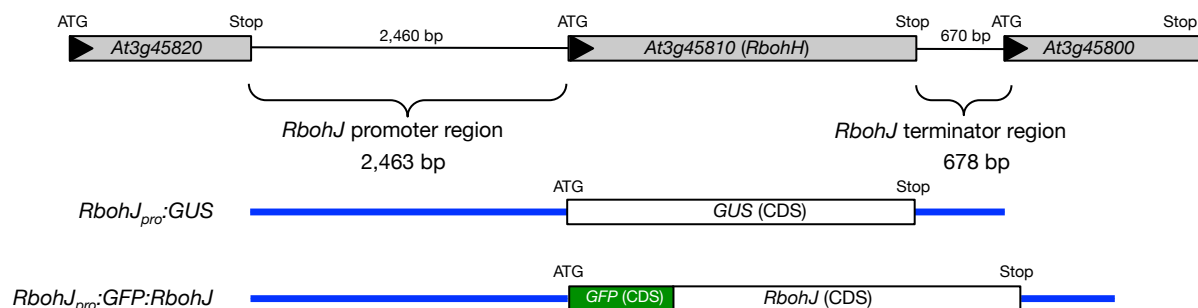 ATG Stop ATG Stop ATG Stop
2,460 bp 670 bp
At3g45820 At3g45810 (RbohH) At3g45800
RbohJ promoter region RbohJ terminator region
2,463 bp 678 bp
ATG Stop
RbohJpro:GUS GUS (CDS)
ATG Stop
RbohJpro:GFP:RbohJ GFP (CDS) RbohJ (CDS)